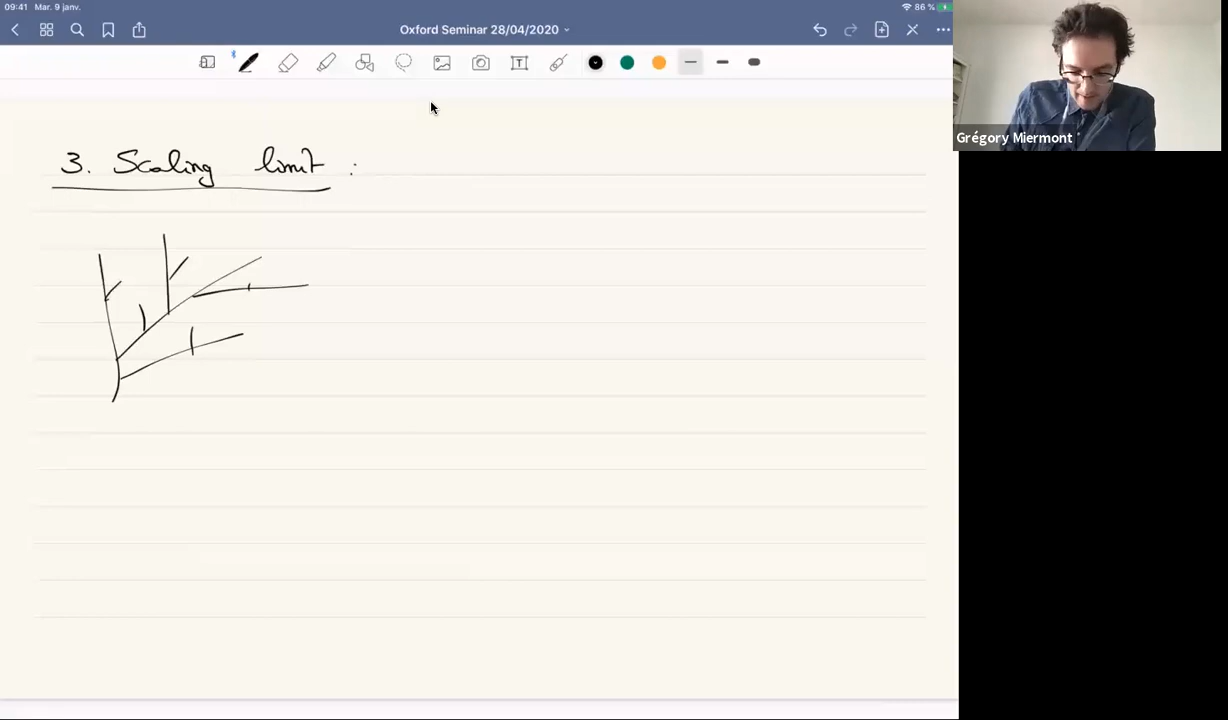 09:41 Mar. 9 janv.
86 %
Oxford Seminar 28/04/2020
T
3. Scaling limit :
Grégory Miermont